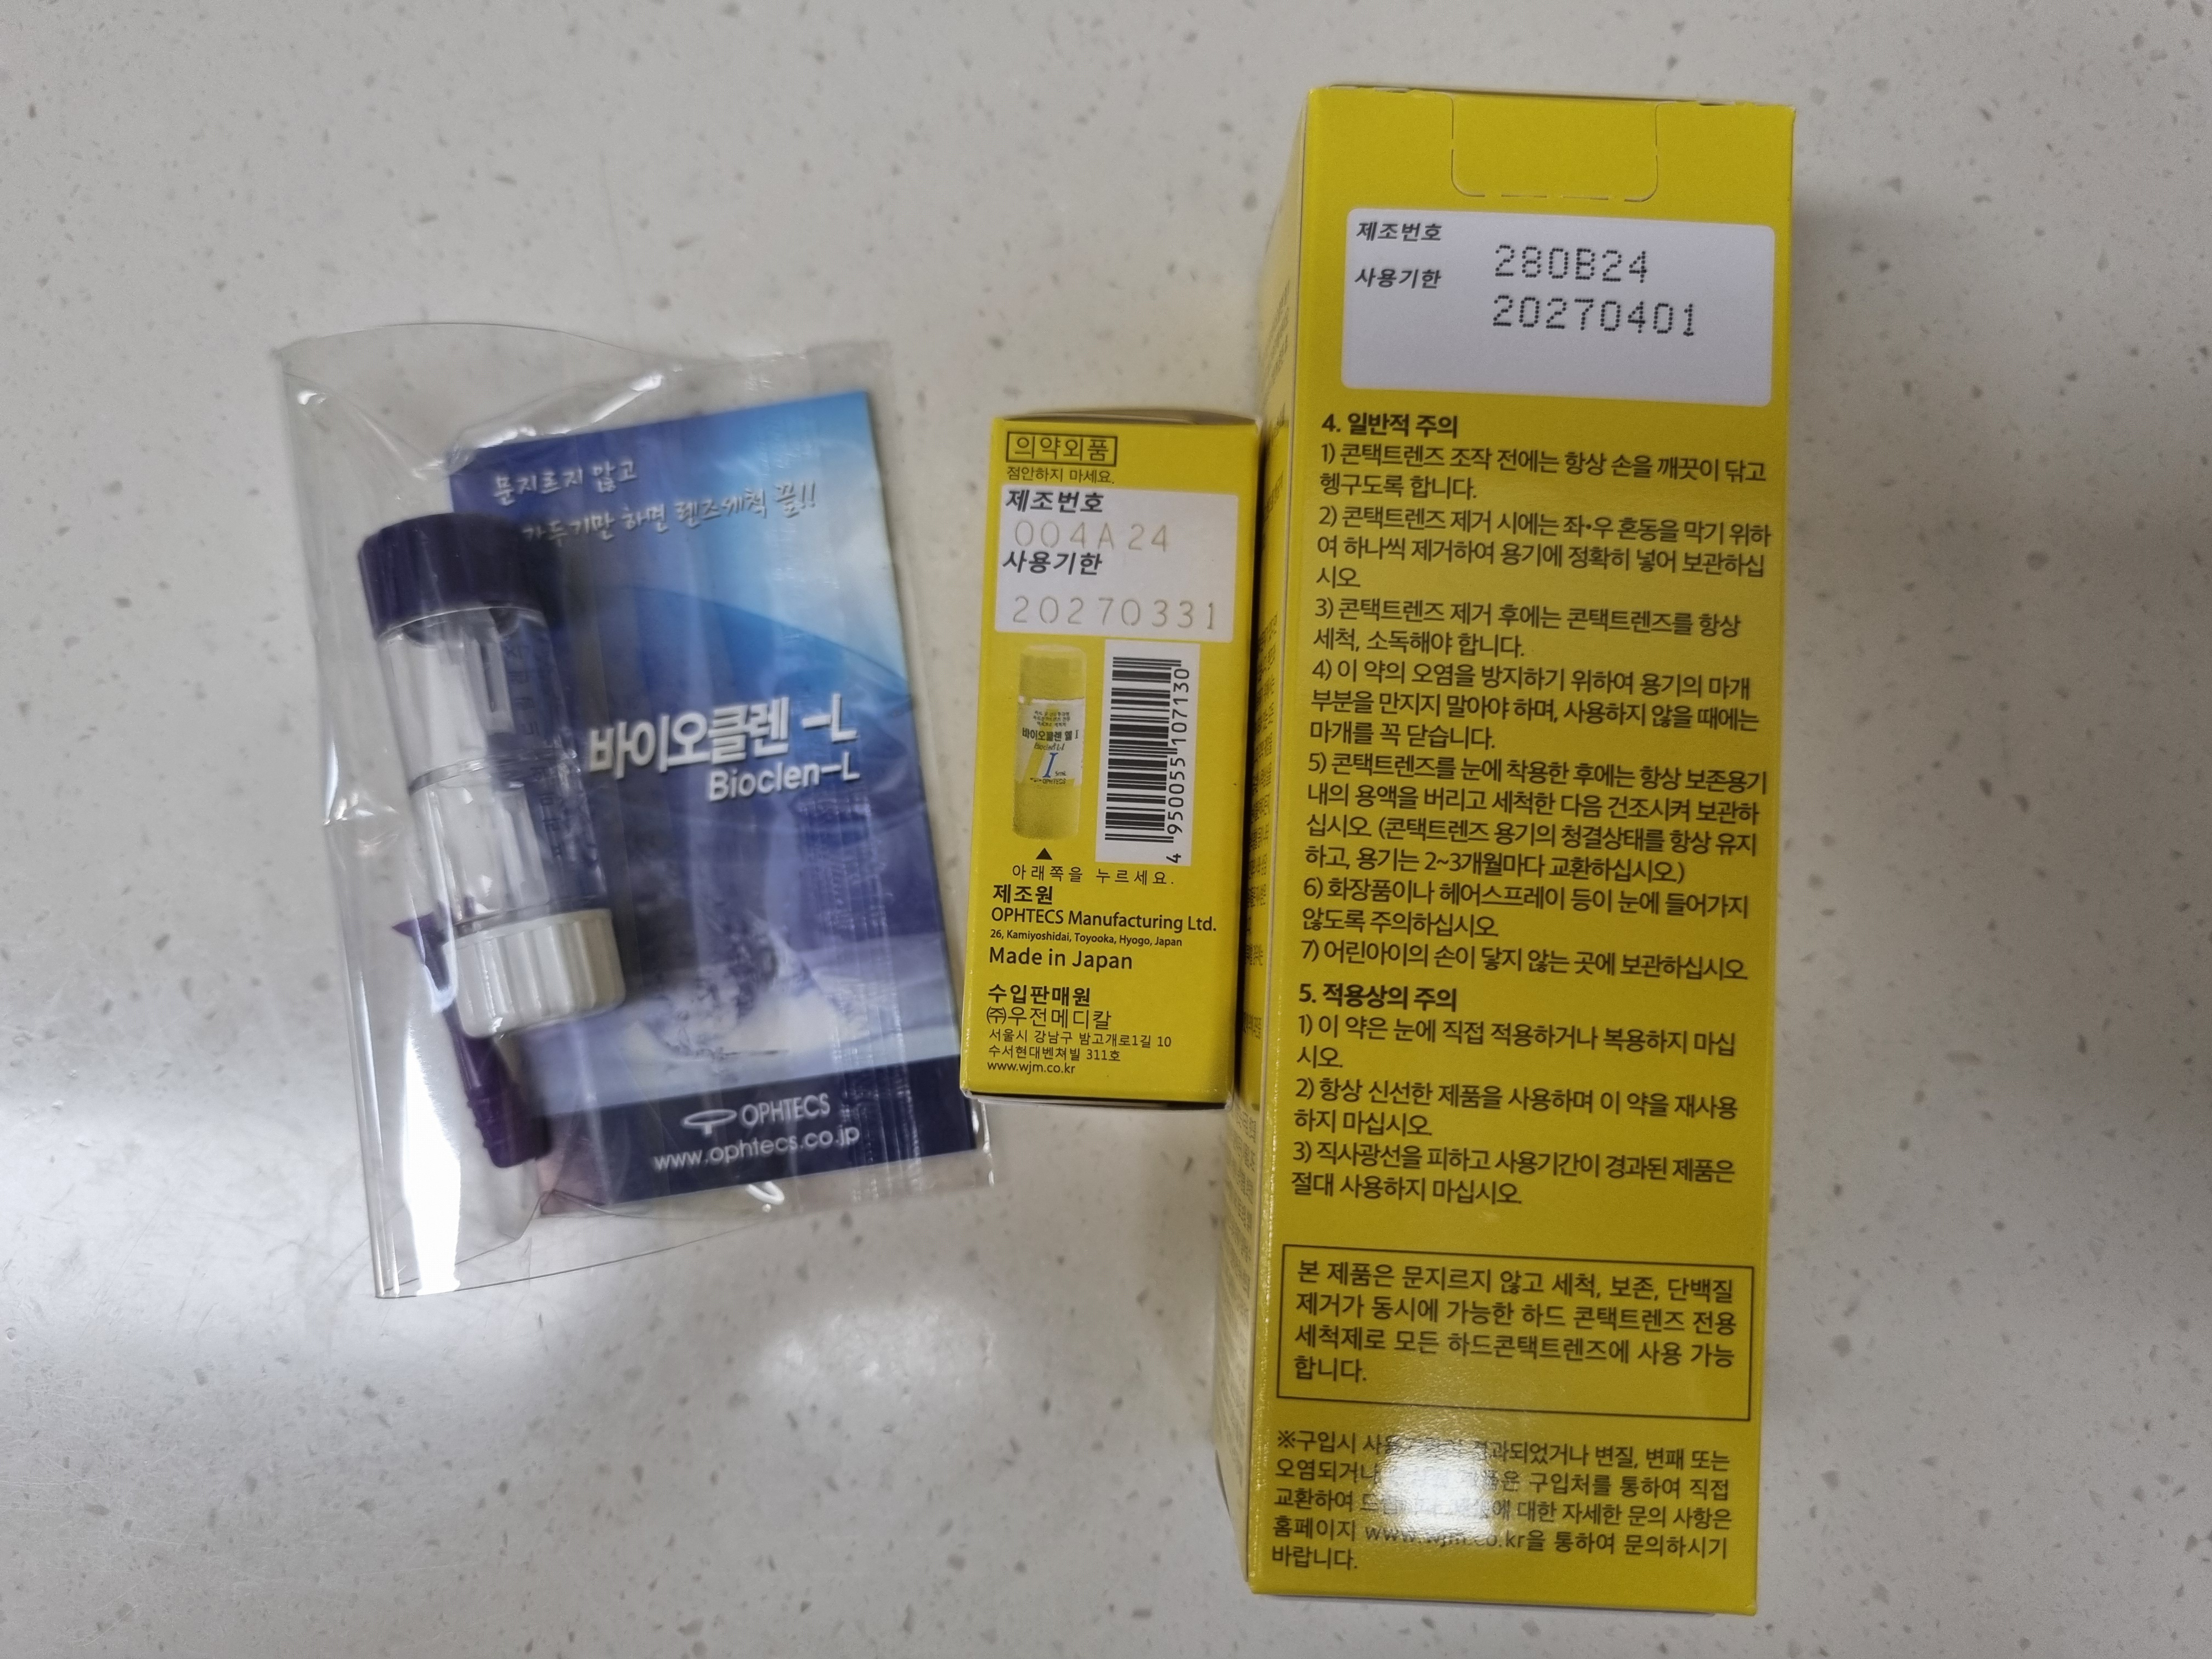 문지르지 않고
가두기만 하면 렌즈세척 끝!!
바이오클렌 -L
Bioclen-L
OPHTECS
www.ophtecs.co.jp
의약외품
점안하지 마세요.
제조번호
004A24
사용기한
20270331
바이오클렌 엘 I
Bioclen L-I
I
4 950055 107130
아래쪽을 누르세요.
제조원
OPHTECS Manufacturing Ltd.
26, Kamiyoshidai, Toyooka, Hyogo, Japan
Made in Japan
수입판매원
㈜우전메디칼
서울시 강남구 밤고개로1길 10
수서현대벤쳐빌 311호
www.wjm.co.kr
제조번호 280B24
사용기한 20270401
4. 일반적 주의
1) 콘택트렌즈 조작 전에는 항상 손을 깨끗이 닦고
헹구도록 합니다.
2) 콘택트렌즈 제거 시에는 좌•우 혼동을 막기 위하
여 하나씩 제거하여 용기에 정확히 넣어 보관하십
시오.
3) 콘택트렌즈 제거 후에는 콘택트렌즈를 항상
세척, 소독해야 합니다.
4) 이 약의 오염을 방지하기 위하여 용기의 마개
부분을 만지지 말아야 하며, 사용하지 않을 때에는
마개를 꼭 닫습니다.
5) 콘택트렌즈를 눈에 착용한 후에는 항상 보존용기
내의 용액을 버리고 세척한 다음 건조시켜 보관하
십시오. (콘택트렌즈 용기의 청결상태를 항상 유지
하고, 용기는 2~3개월마다 교환하십시오.)
6) 화장품이나 헤어스프레이 등이 눈에 들어가지
않도록 주의하십시오.
7) 어린아이의 손이 닿지 않는 곳에 보관하십시오.
5. 적용상의 주의
1) 이 약은 눈에 직접 적용하거나 복용하지 마십
시오.
2) 항상 신선한 제품을 사용하며 이 약을 재사용
하지 마십시오.
3) 직사광선을 피하고 사용기간이 경과된 제품은
절대 사용하지 마십시오.
본 제품은 문지르지 않고 세척, 보존, 단백질
제거가 동시에 가능한 하드 콘택트렌즈 전용
세척제로 모든 하드콘택트렌즈에 사용 가능
합니다.
※구입시 경과되었거나 변질, 변패 또는
오염되거나 구입처를 통하여 직접
교환하여 대한 자세한 문의 사항은
홈페이지 www.wjm.co.kr을 통하여 문의하시기
바랍니다.